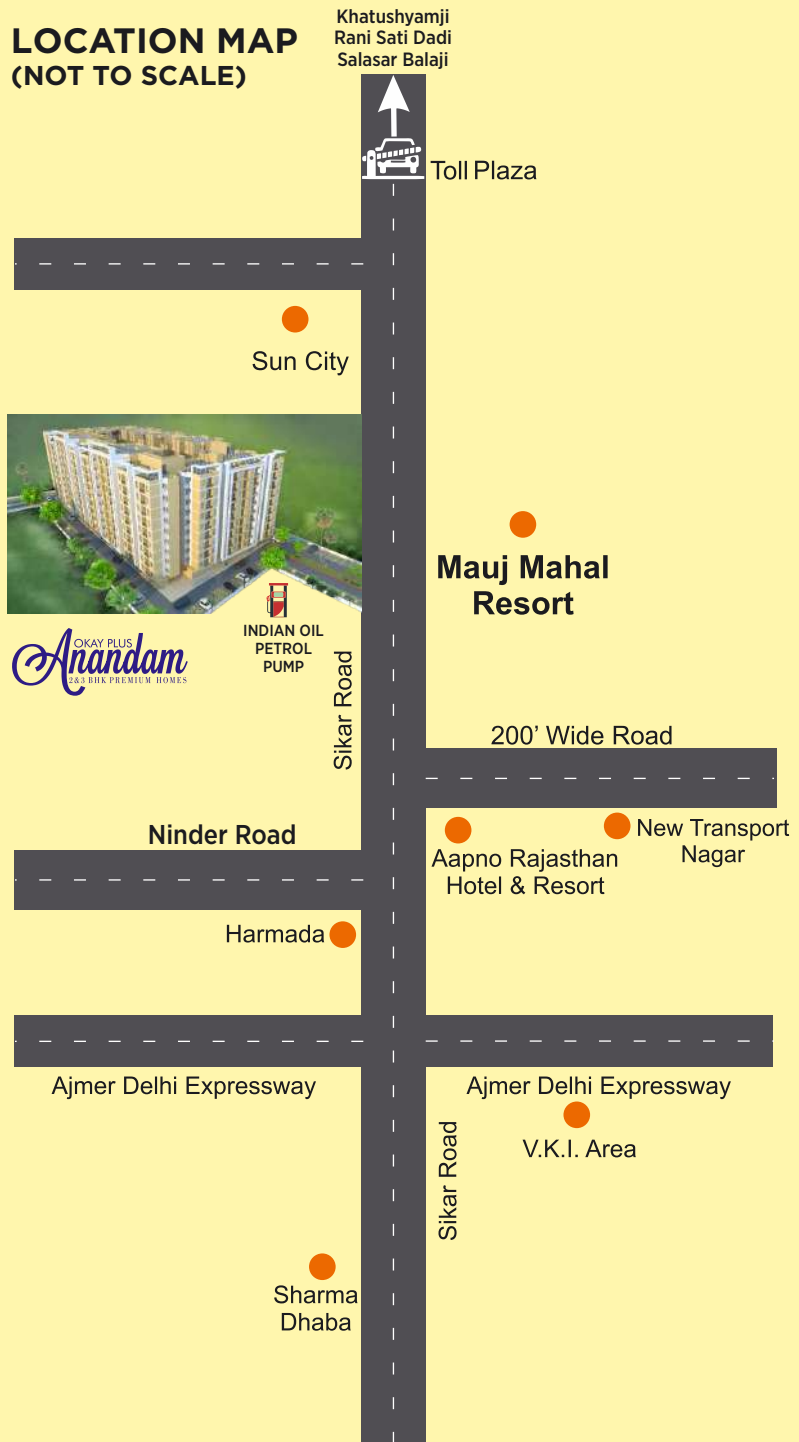 LOCATION MAP
(NOT TO SCALE)
Khatushyamji
Rani Sati Dadi
Salasar Balaji
Toll Plaza
Sun City
Mauj Mahal
Resort
INDIAN OIL
PETROL
PUMP
OKAY PLUS
Anandam
2&3 BHK PREMIUM HOMES
Sikar Road
200’ Wide Road
Ninder Road
New Transport
Nagar
Aapno Rajasthan
Hotel & Resort
Harmada
Ajmer Delhi Expressway
Ajmer Delhi Expressway
V.K.I. Area
Sikar Road
Sharma
Dhaba